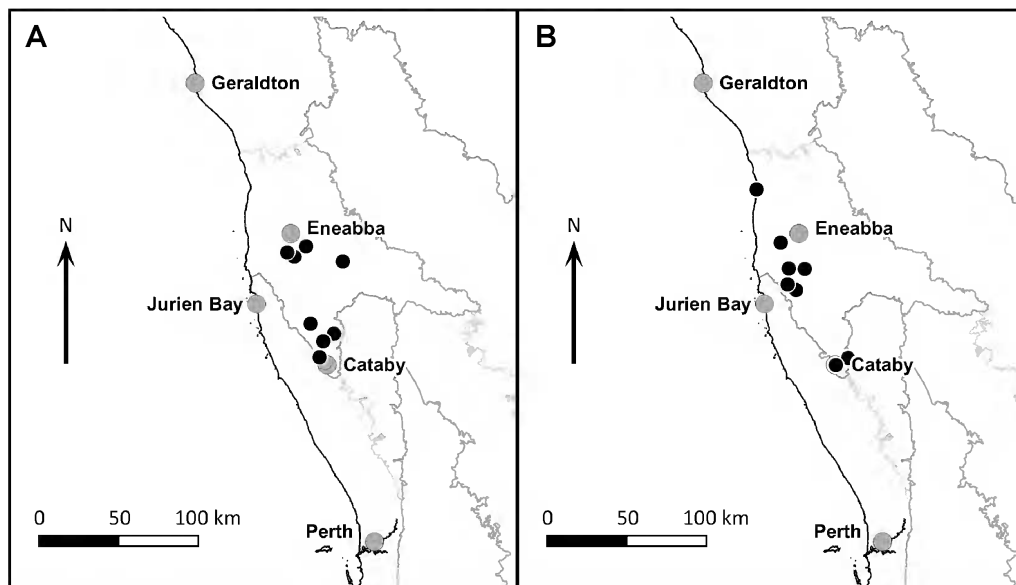 A
Geraldton
N
Eneabba
Jurien Bay
Cataby
0 50 100 km
Perth
B
Geraldton
N
Eneabba
Jurien Bay
Cataby
0 50 100 km
Perth